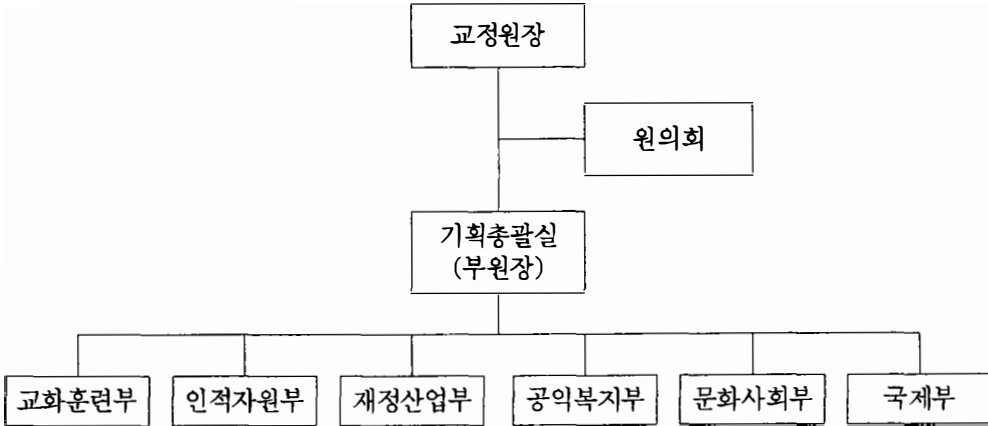 교정원장
원의회
기획총괄실
(부원장)
교화훈련부
인적자원부
재정산업부
공익복지부
문화사회부
국제부